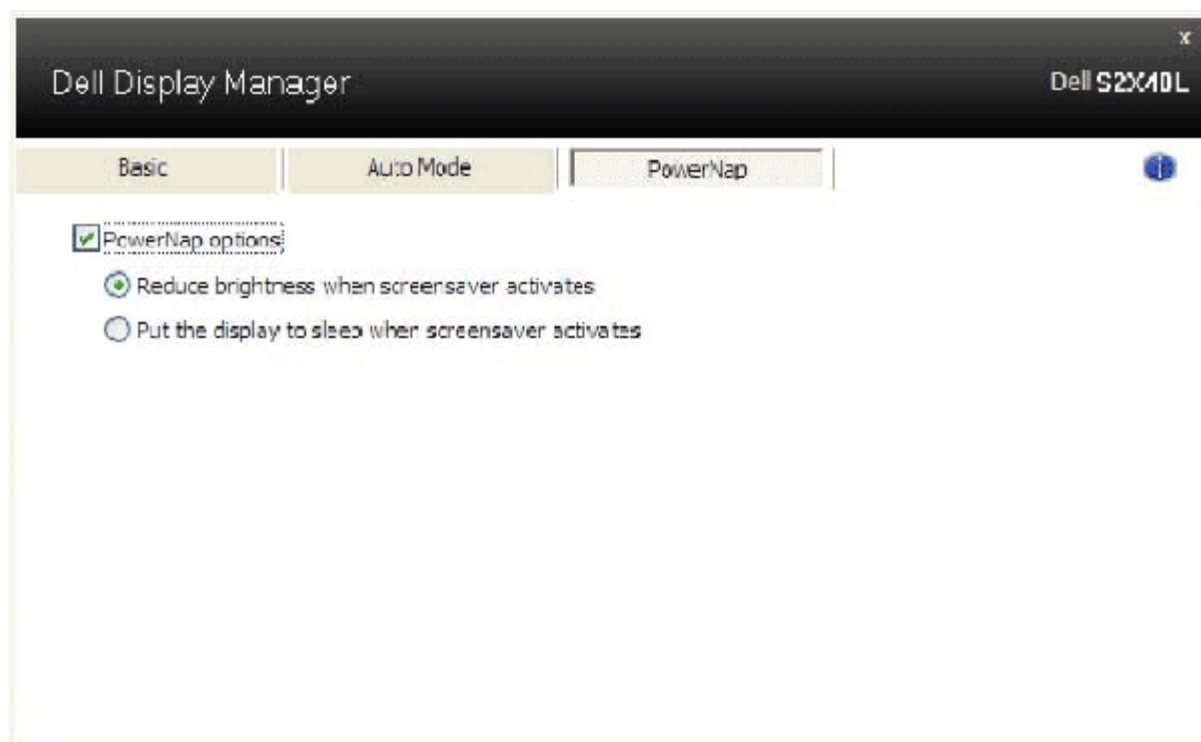 x
Dell Display Manager
Dell S2X40L
Basic
Auto Mode
PowerNap
PowerNap options
Reduce brightness when screensaver activates
Put the display to sleep when screensaver activates